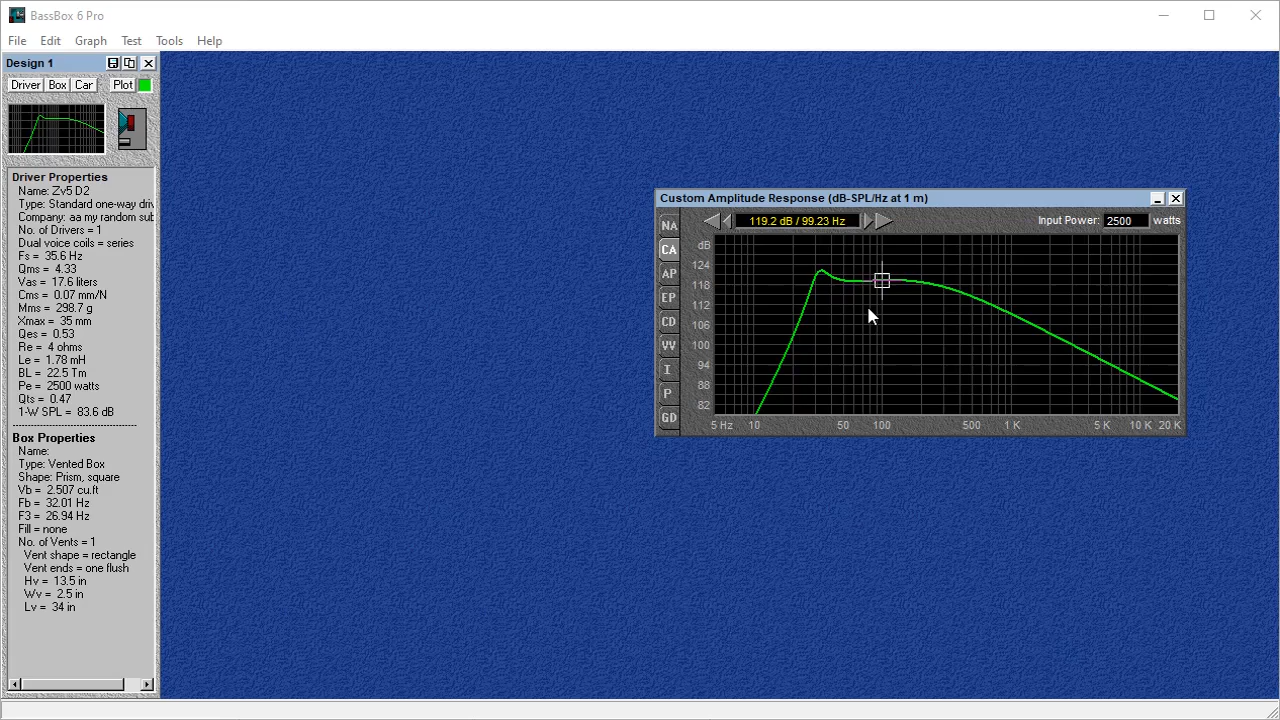 BassBox 6 Pro
File Edit Graph Test Tools Help
Design 1
Driver Box Car Plot
Driver Properties
Name: Zv5 D2
Type: Standard one-way driv
Company: aa my random sub
No. of Drivers = 1
Dual voice coils = series
Fs = 35.6 Hz
Qms = 4.33
Vas = 17.6 liters
Cms = 0.07 mm/N
Mms = 298.7 g
Xmax = 35 mm
Qes = 0.53
Re = 4 ohms
Le = 1.78 mH
BL = 22.5 Tm
Pe = 2500 watts
Qts = 0.47
1-W SPL = 83.6 dB
Box Properties
Name:
Type: Vented Box
Shape: Prism, square
Vb = 2.507 cu.ft
Fb = 32.01 Hz
F3 = 26.94 Hz
Fill = none
No. of Vents = 1
Vent shape = rectangle
Vent ends = one flush
Hv = 13.5 in
Wv = 2.5 in
Lv = 34 in
Custom Amplitude Response (dB-SPL/Hz at 1 m)
119.2 dB / 99.23 Hz Input Power: 2500 watts
NA
CA
AP
EP
CD
VV
I
P
GD
dB
124
118
112
106
100
94
88
82
5 Hz 10 50 100 500 1 K 5 K 10 K 20 K